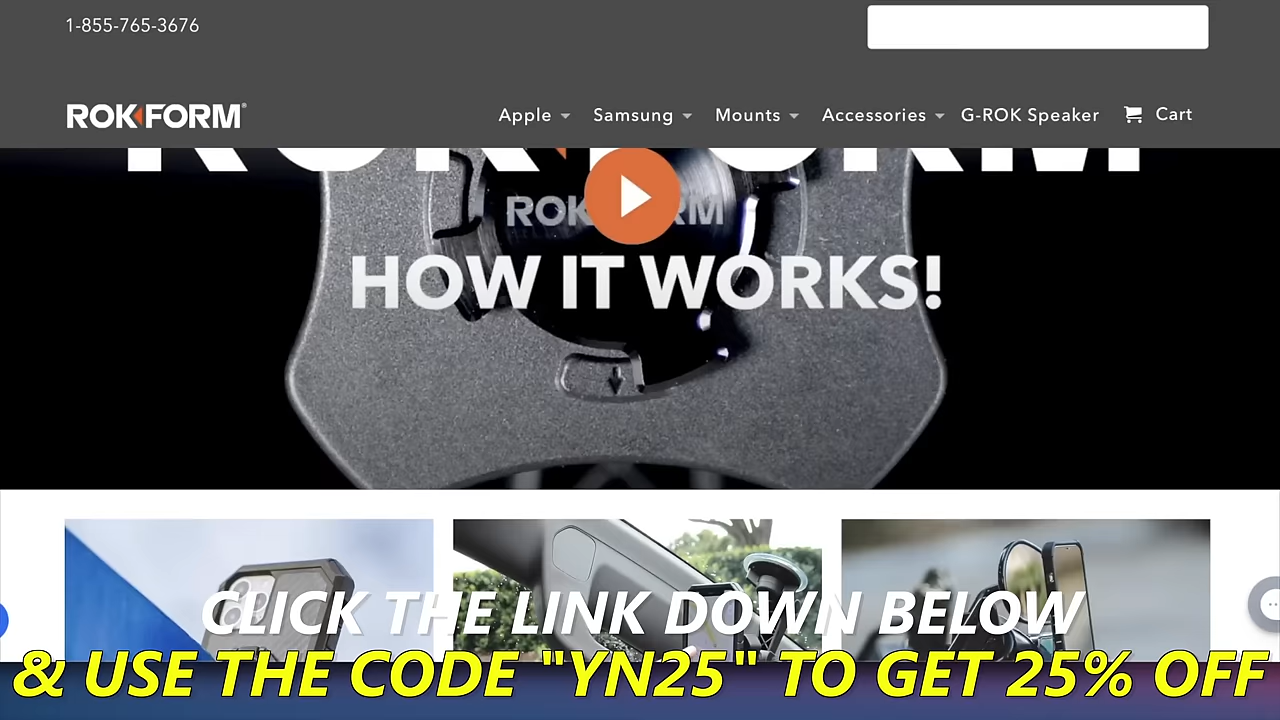 1-855-765-3676
ROKFORM®
Apple Samsung Mounts Accessories G-ROK Speaker Cart
ROKFORM
ROKFORM
HOW IT WORKS!
CLICK THE LINK DOWN BELOW
& USE THE CODE "YN25" TO GET 25% OFF